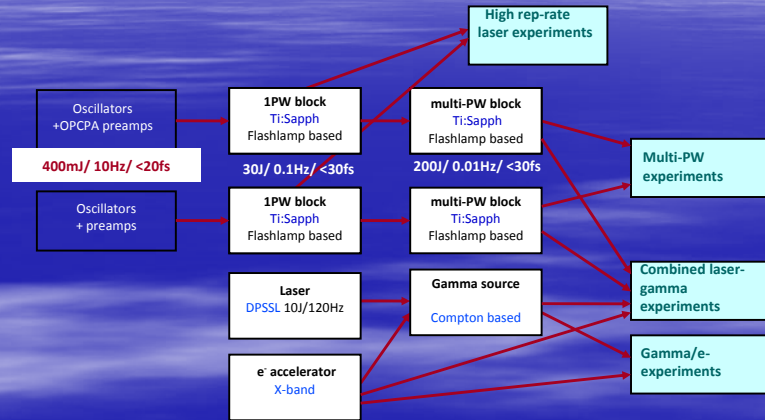 High rep-rate
laser experiments
Oscillators
+OPCPA preamps
1PW block
Ti:Sapph
Flashlamp based
multi-PW block
Ti:Sapph
Flashlamp based
400mJ/ 10Hz/ <20fs
30J/ 0.1Hz/ <30fs
200J/ 0.01Hz/ <30fs
Multi-PW
experiments
Oscillators
+ preamps
1PW block
Ti:Sapph
Flashlamp based
multi-PW block
Ti:Sapph
Flashlamp based
Laser
DPSSL 10J/120Hz
Gamma source
Compton based
Combined laser-
gamma
experiments
e- accelerator
X-band
Gamma/e-
experiments